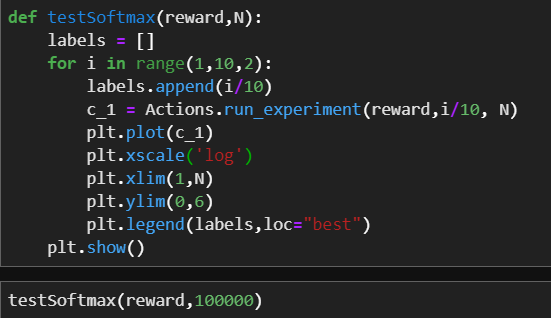 def testSoftmax(reward,N):
    labels = []
    for i in range(1,10,2):
        labels.append(i/10)
        c_1 = Actions.run_experiment(reward,i/10, N)
        plt.plot(c_1)
        plt.xscale('log')
        plt.xlim(1,N)
        plt.ylim(0,6)
        plt.legend(labels,loc="best")
    plt.show()
testSoftmax(reward,100000)